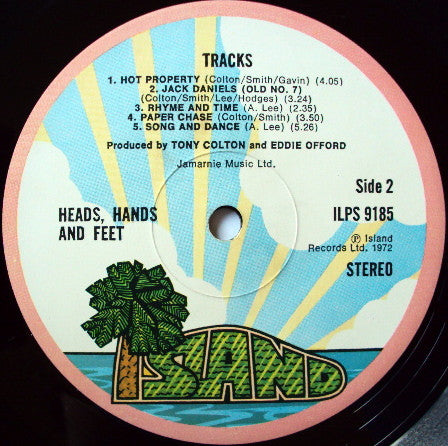 TRACKS
1. HOT PROPERTY (Colton/Smith/Gavin) (4.05)
2. JACK DANIELS (OLD NO. 7)
(Colton/Smith/Lee/Hodges) (3.24)
3. RHYME AND TIME (A. Lee) (2.35)
4. PAPER CHASE (Colton/Smith) (3.50)
5. SONG AND DANCE (A. Lee) (5.26)
Produced by TONY COLTON and EDDIE OFFORD
Jamarnie Music Ltd.
Side 2
HEADS, HANDS
AND FEET
ILPS 9185
Ⓟ Island
Records Ltd. 1972
STEREO
ISLAND